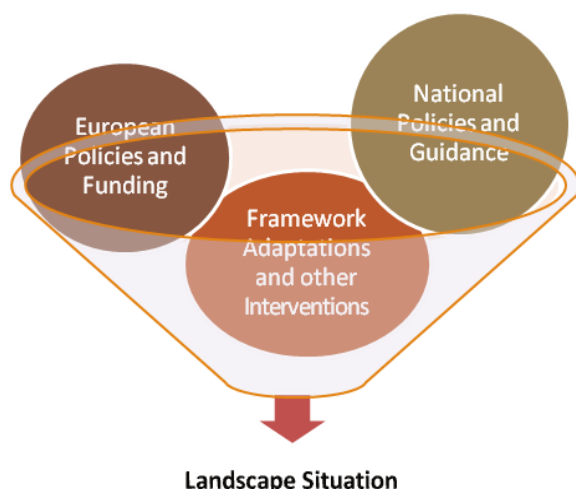 European
Policies and
Funding
National
Policies and
Guidance
Framework
Adaptations
and other
Interventions
Landscape Situation